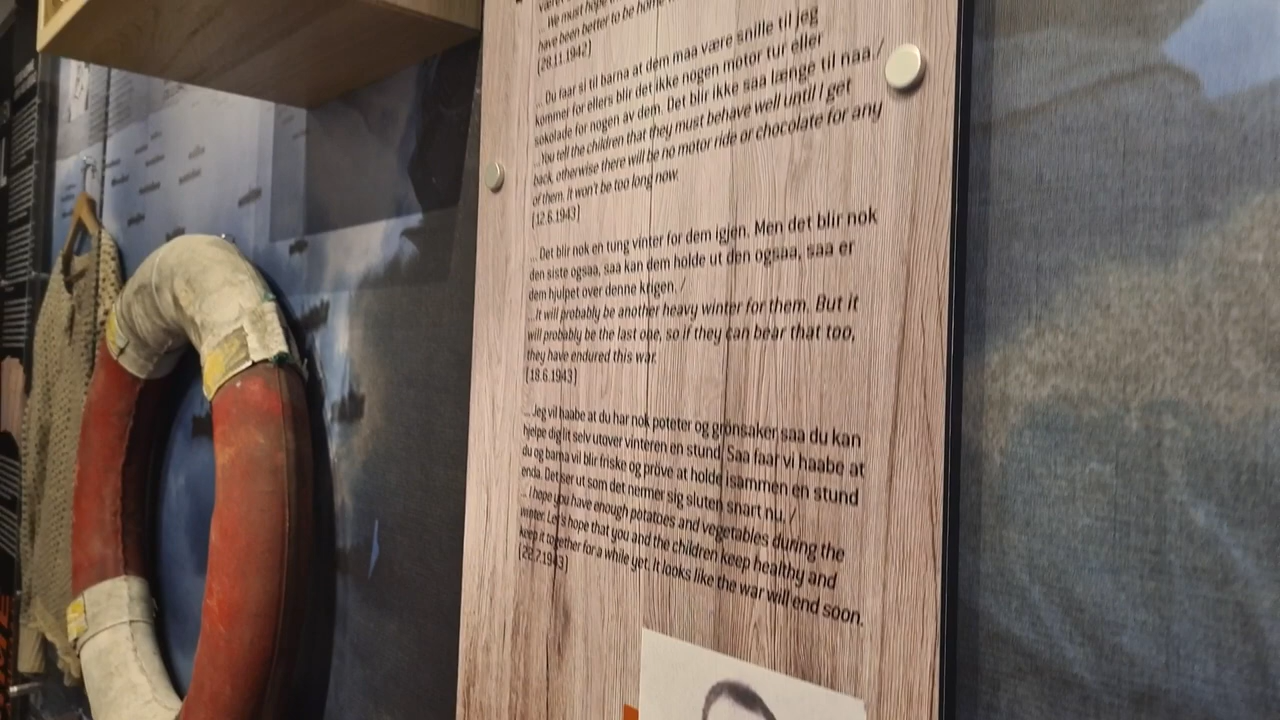 ... We must hope
have been better to be home
(28.11.1942)
... Du faar si til barna at dem maa være snille til jeg
kommer for ellers blir det ikke nogen motor tur eller
sokolade for nogen av dem. Det blir ikke saa længe til naa /
...You tell the children that they must behave well until I get
back, otherwise there will be no motor ride or chocolate for any
of them. It won't be too long now.
(12.6.1943)
... Det blir nok en tung vinter for dem igjen. Men det blir nok
den siste ogsaa, saa kan dem holde ut den ogsaa, saa er
dem hjulpet over denne krigen. /
...It will probably be another heavy winter for them. But it
will probably be the last one, so if they can bear that too,
they have endured this war.
(18.6.1943)
... Jeg vil haabe at du har nok poteter og grønsaker saa du kan
hjelpe dig lit selv utover vinteren en stund. Saa faar vi haabe at
du og barna vil blir friske og prøve at holde isammen en stund
enda. Det ser ut som det nermer sig sluten snart nu. /
... I hope you have enough potatoes and vegetables during the
winter. Let's hope that you and the children keep healthy and
keep it together for a while yet. It looks like the war will end soon.
(22.7.1943)